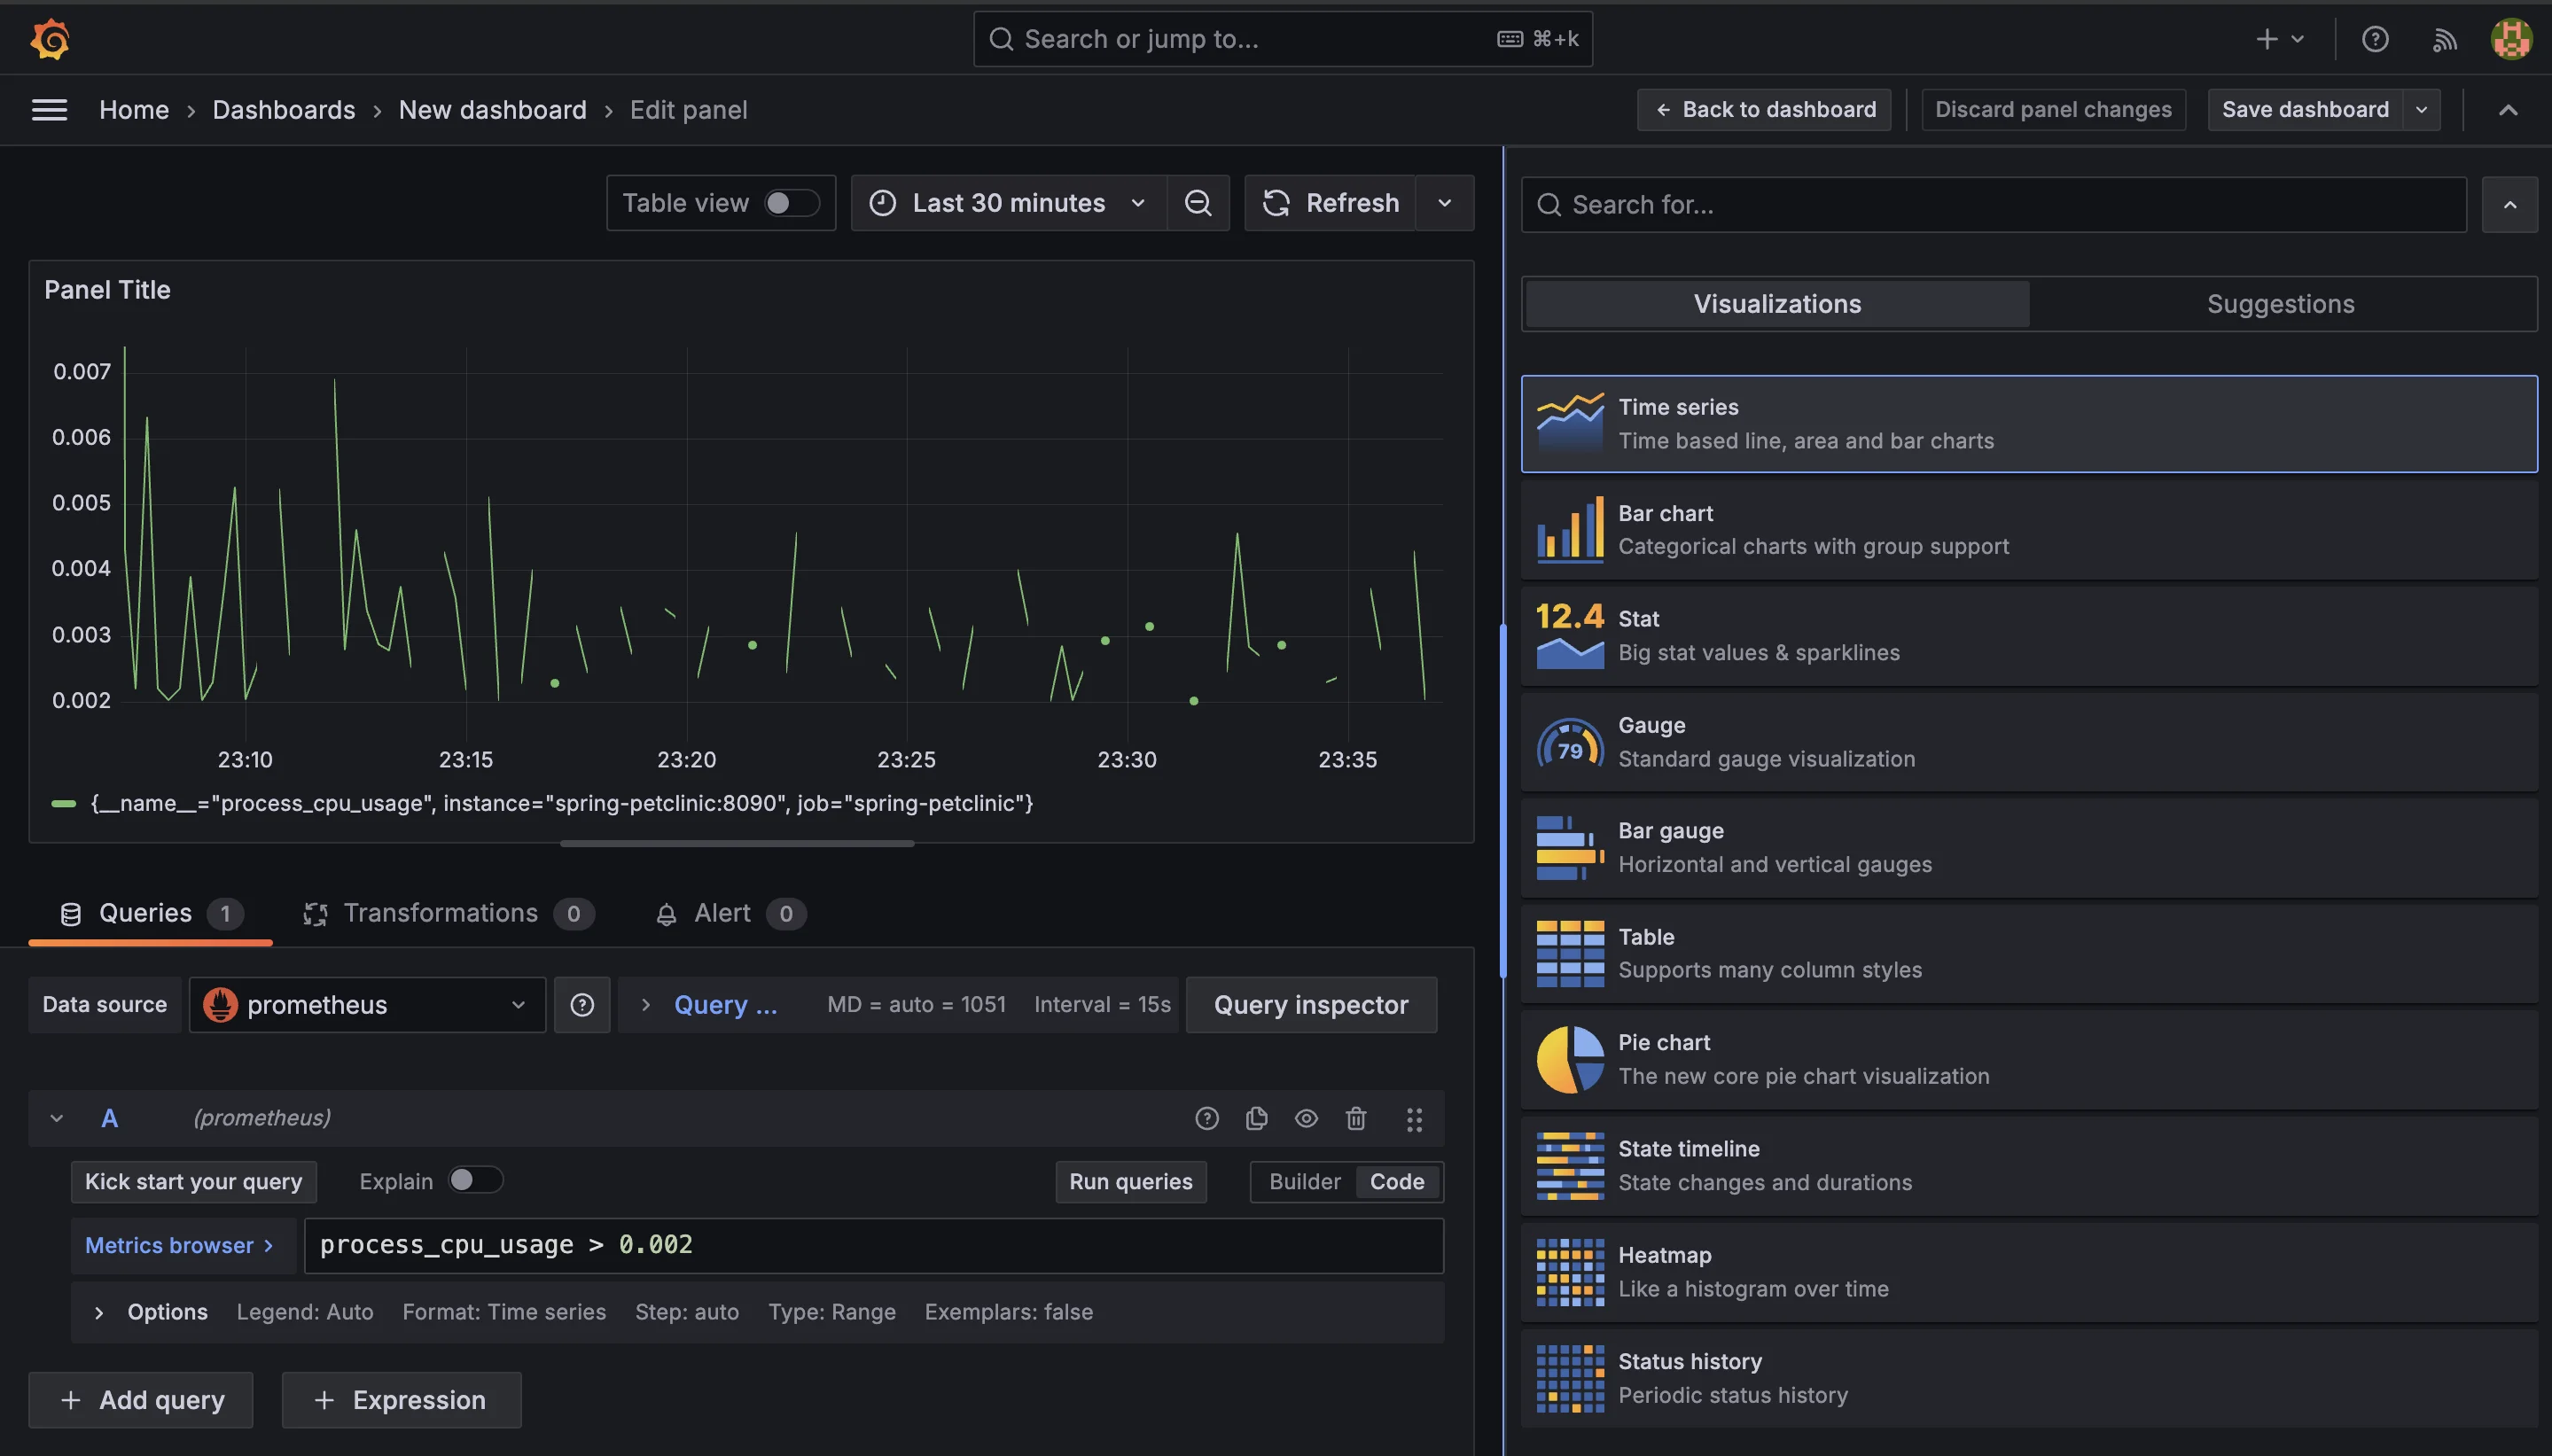 Search or jump to... ⌘+k
Home › Dashboards › New dashboard › Edit panel
← Back to dashboard
Discard panel changes
Save dashboard
Table view
Last 30 minutes
Refresh
Panel Title
0.007
0.006
0.005
0.004
0.003
0.002
23:10 23:15 23:20 23:25 23:30 23:35
{__name__="process_cpu_usage", instance="spring-petclinic:8090", job="spring-petclinic"}
Queries 1
Transformations 0
Alert 0
Data source
prometheus
Query ...
MD = auto = 1051
Interval = 15s
Query inspector
A
(prometheus)
Kick start your query
Explain
Run queries
Builder
Code
Metrics browser >
process_cpu_usage > 0.002
Options
Legend: Auto
Format: Time series
Step: auto
Type: Range
Exemplars: false
+ Add query
+ Expression
Search for...
Visualizations
Suggestions
Time series
Time based line, area and bar charts
Bar chart
Categorical charts with group support
12.4
Stat
Big stat values & sparklines
79
Gauge
Standard gauge visualization
Bar gauge
Horizontal and vertical gauges
Table
Supports many column styles
Pie chart
The new core pie chart visualization
State timeline
State changes and durations
Heatmap
Like a histogram over time
Status history
Periodic status history